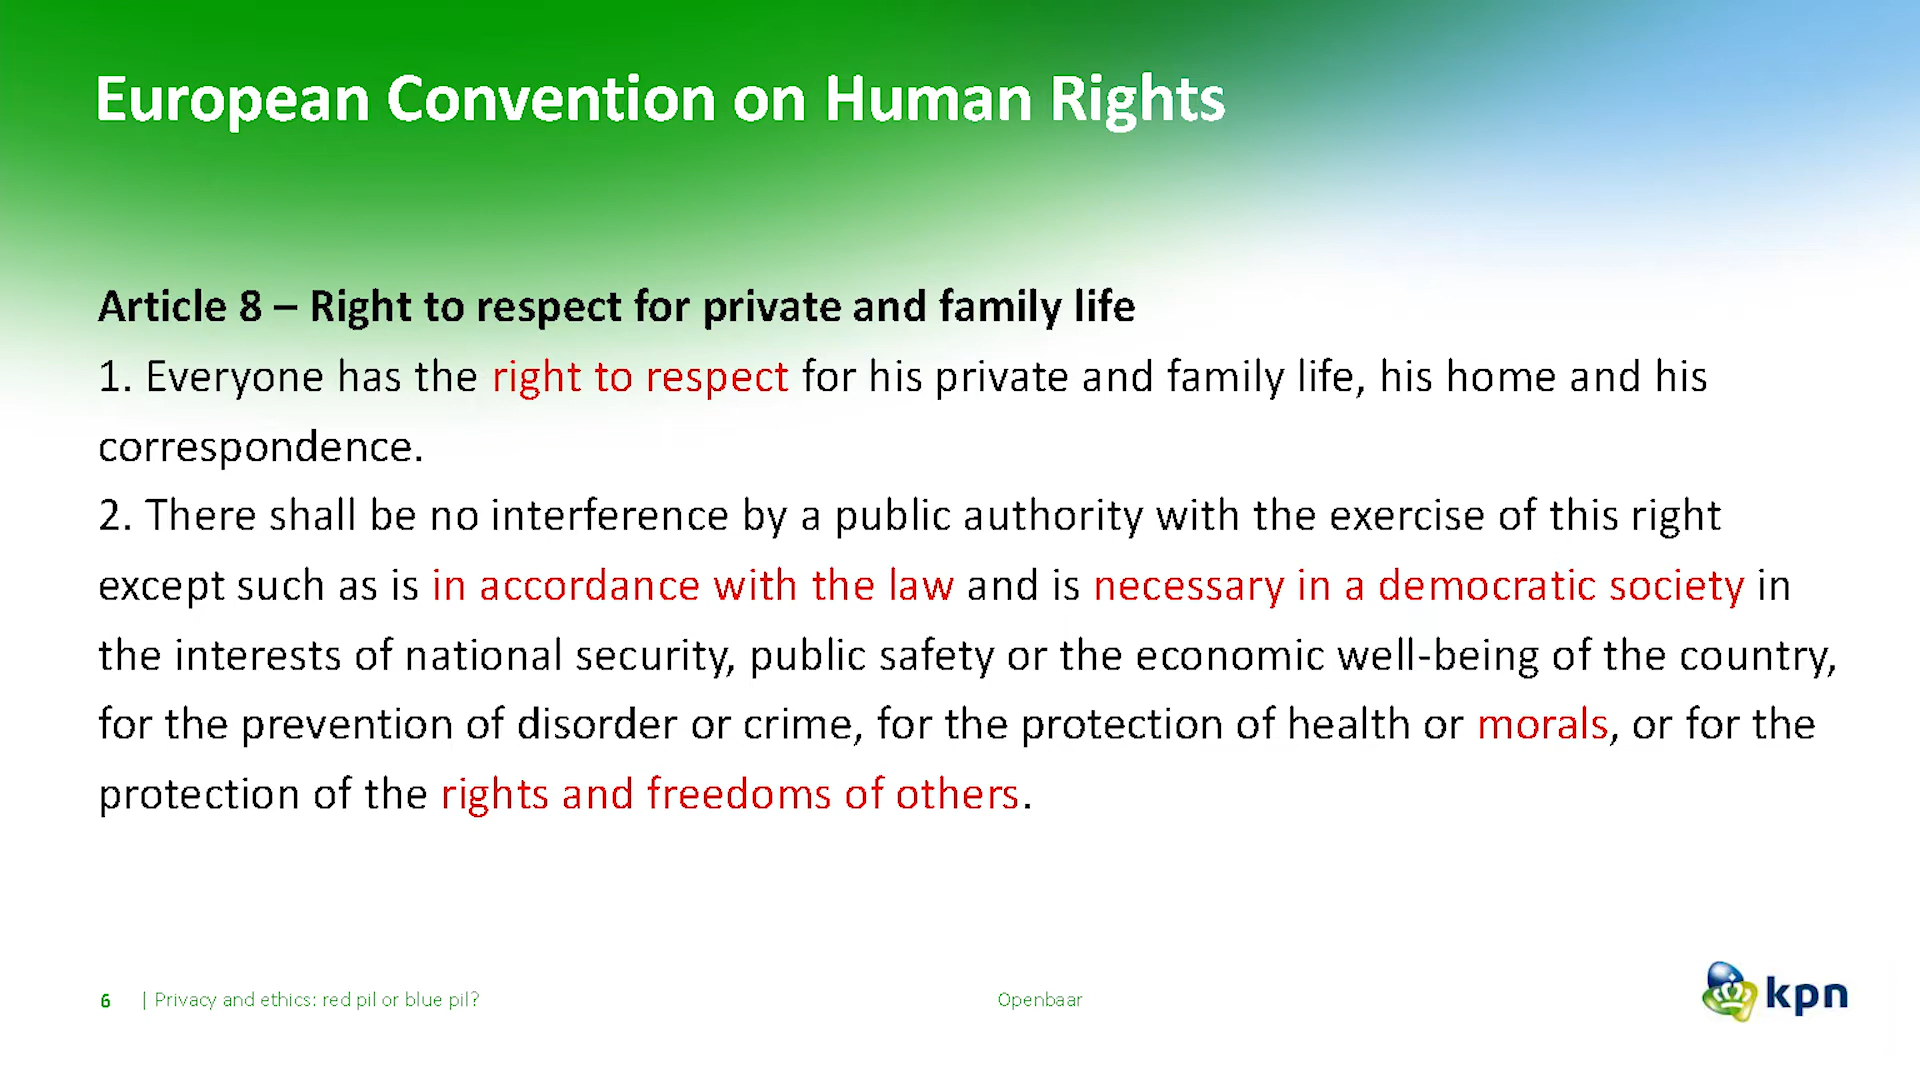 European Convention on Human Rights
Article 8 – Right to respect for private and family life
1. Everyone has the right to respect for his private and family life, his home and his
correspondence.
2. There shall be no interference by a public authority with the exercise of this right
except such as is in accordance with the law and is necessary in a democratic society in
the interests of national security, public safety or the economic well-being of the country,
for the prevention of disorder or crime, for the protection of health or morals, or for the
protection of the rights and freedoms of others.
6 | Privacy and ethics: red pil or blue pil?
Openbaar
kpn